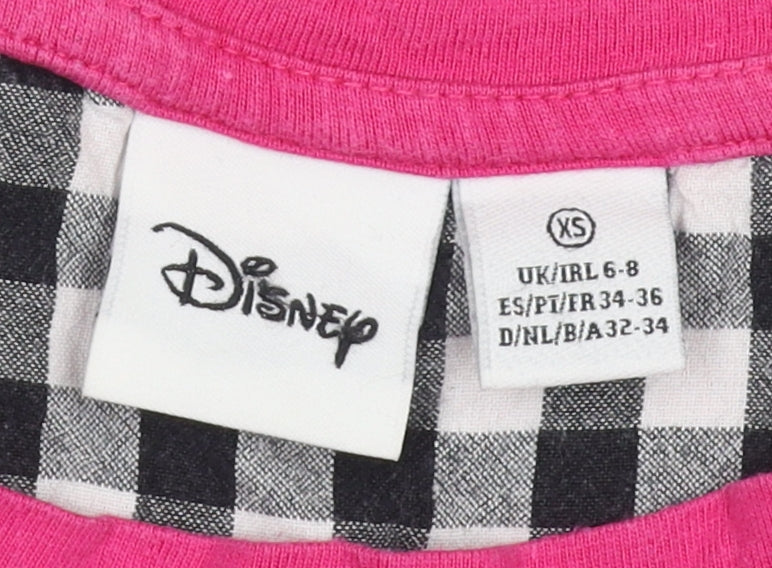 Disney
XS
UK/IRL 6-8
ES/PT/FR 34-36
D/NL/B/A 32-34